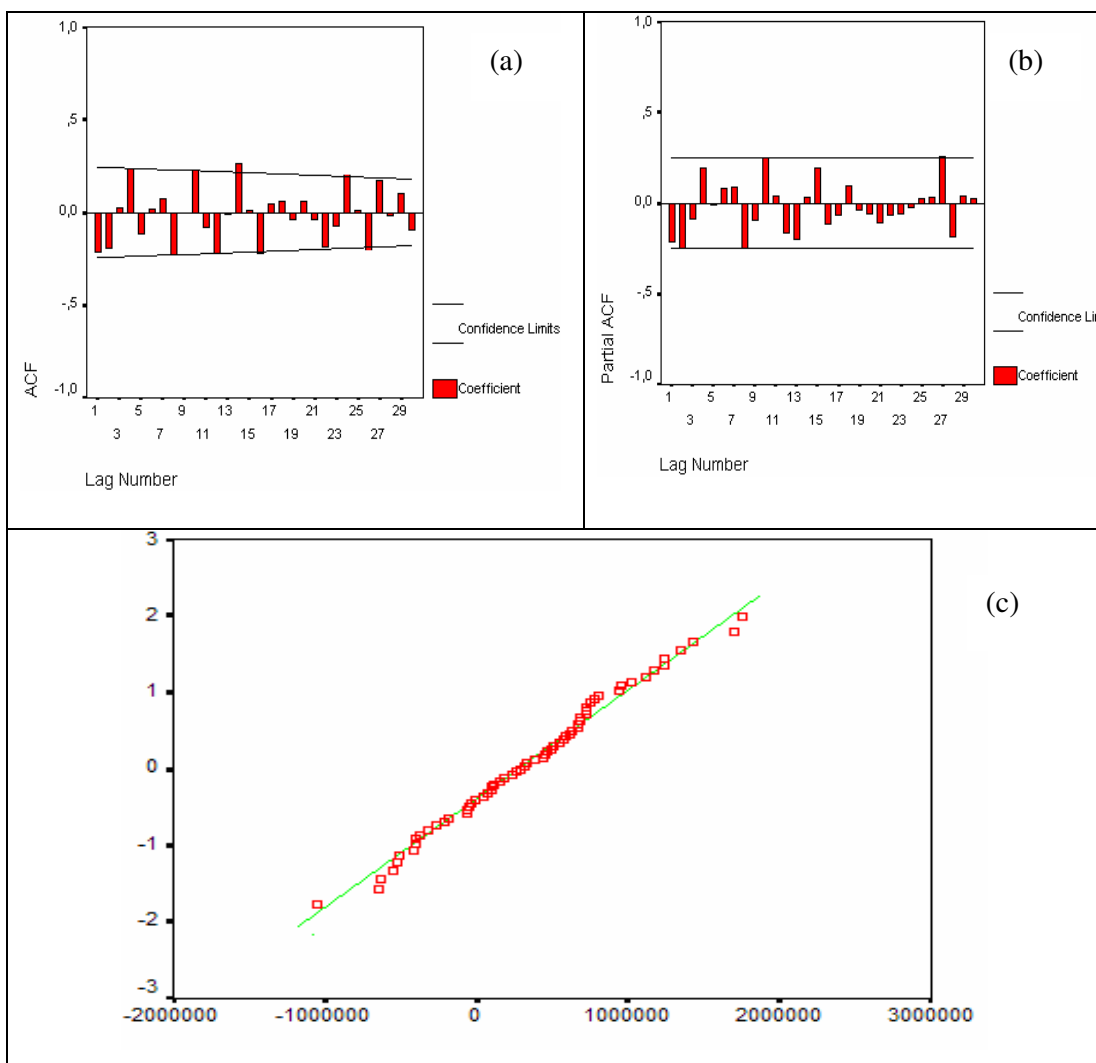 1,0
(a)
,5
0,0
-,5
-1,0
ACF
Confidence Limits
Coefficient
1 5 9 13 17 21 25 29
3 7 11 15 19 23 27
Lag Number
1,0
(b)
,5
0,0
-,5
-1,0
Partial ACF
Confidence Lin
Coefficient
1 5 9 13 17 21 25 29
3 7 11 15 19 23 27
Lag Number
3
(c)
2
1
0
-1
-2
-3
-2000000 -1000000 0 1000000 2000000 3000000